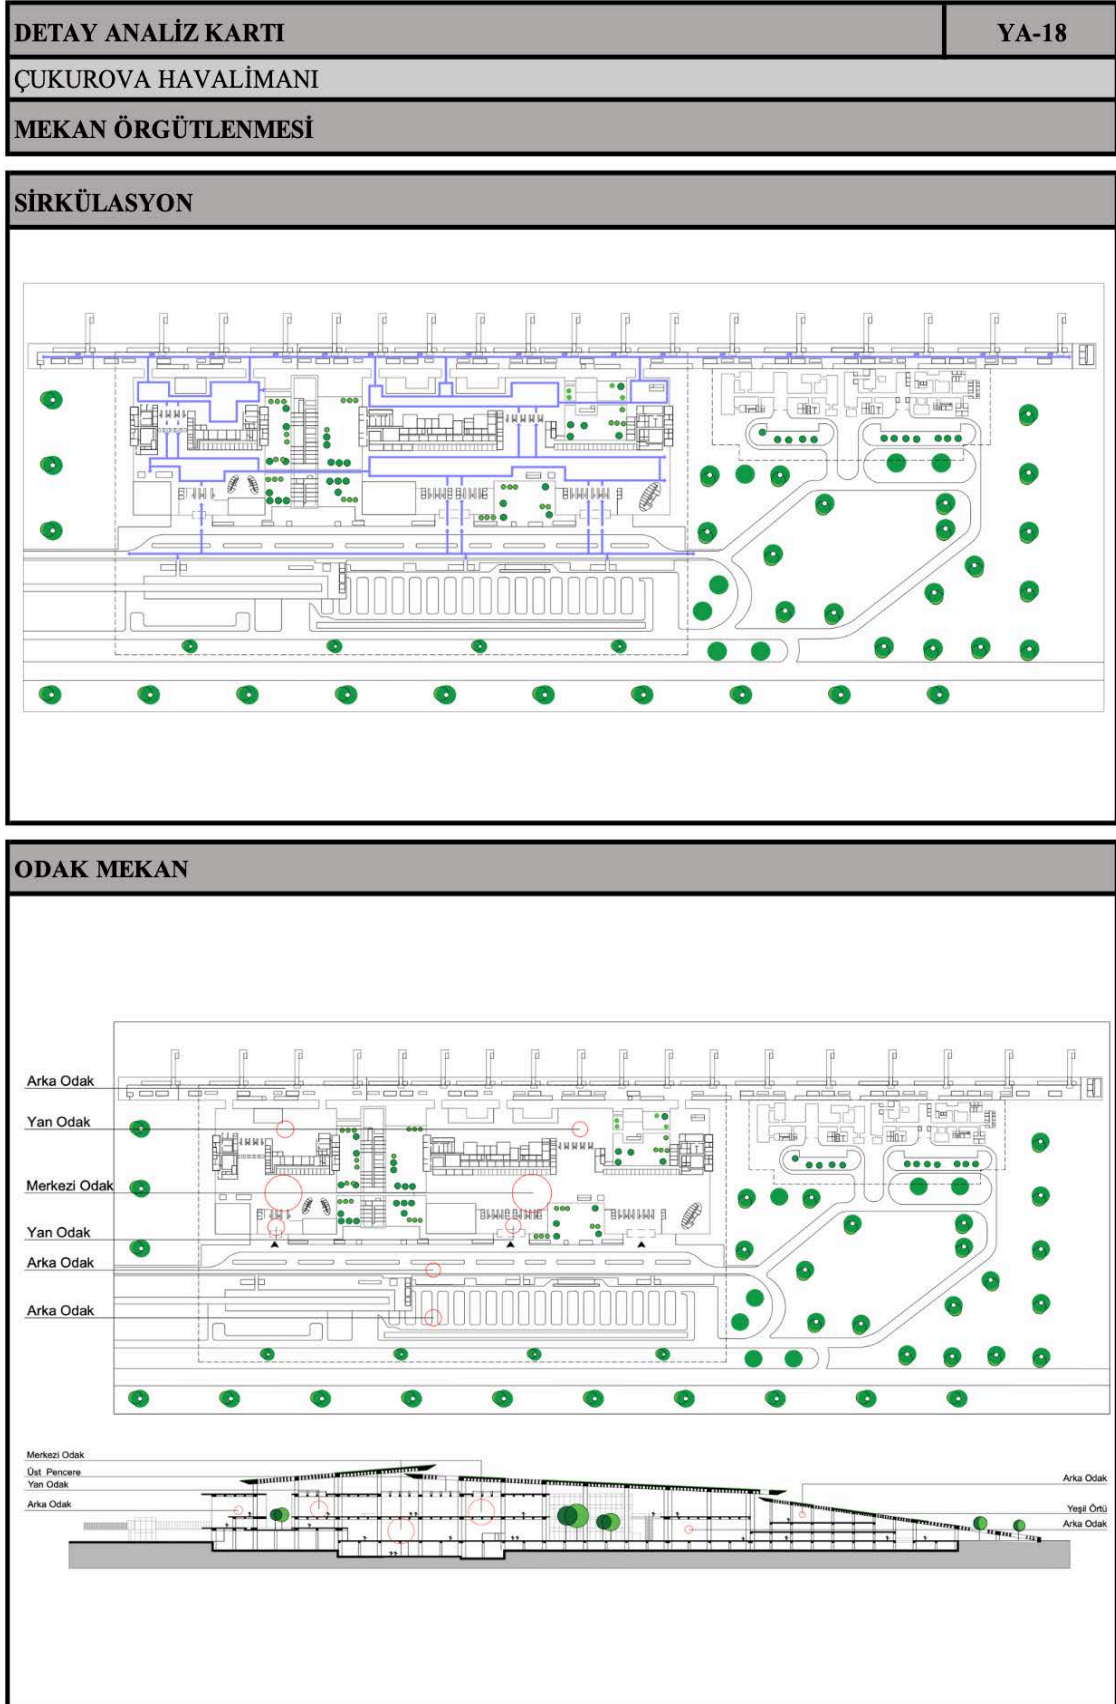 DETAY ANALİZ KARTI
YA-18
ÇUKUROVA HAVALİMANI
MEKAN ÖRGÜTLENMESİ
SİRKÜLASYON
ODAK MEKAN
Arka Odak
Yan Odak
Merkezi Odak
Yan Odak
Arka Odak
Arka Odak
Merkezi Odak
Üst Pencere
Yan Odak
Arka Odak
Arka Odak
Yeşil Örtü
Arka Odak